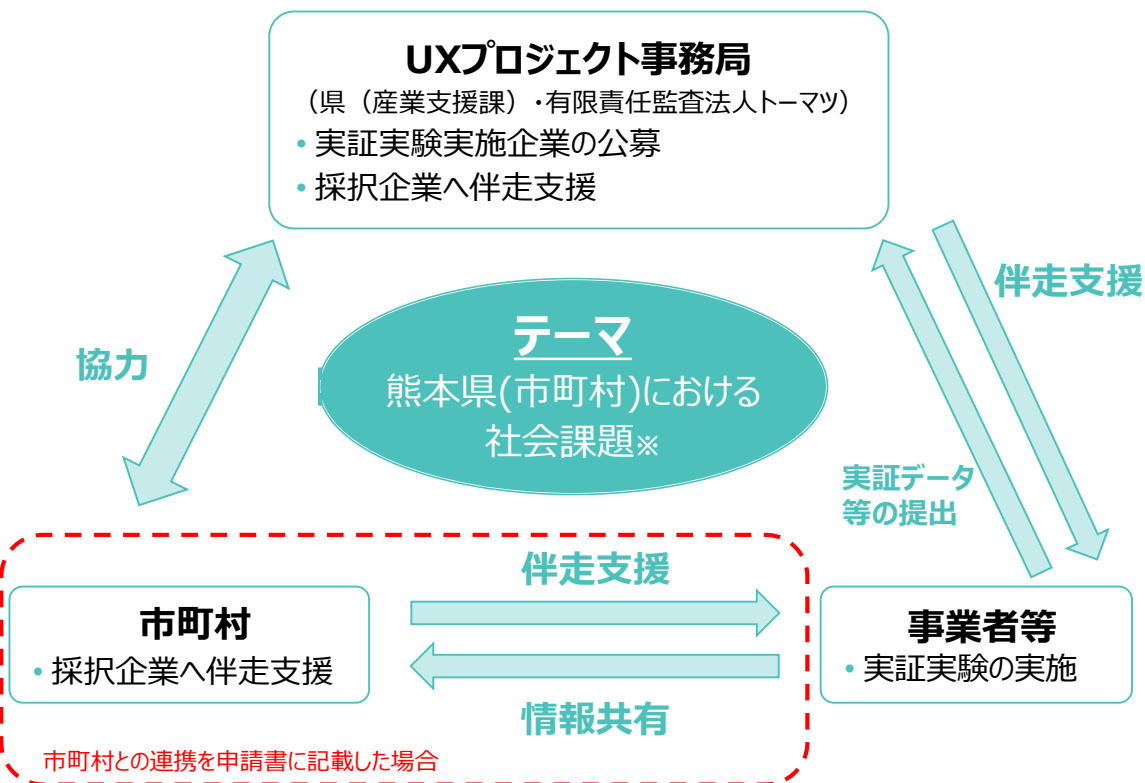 UXプロジェクト事務局
（県（産業支援課）・有限責任監査法人トーマツ）
• 実証実験実施企業の公募
• 採択企業へ伴走支援
伴走支援
テーマ
熊本県(市町村)における
社会課題※
協力
実証データ
等の提出
伴走支援
市町村
• 採択企業へ伴走支援
事業者等
• 実証実験の実施
情報共有
市町村との連携を申請書に記載した場合